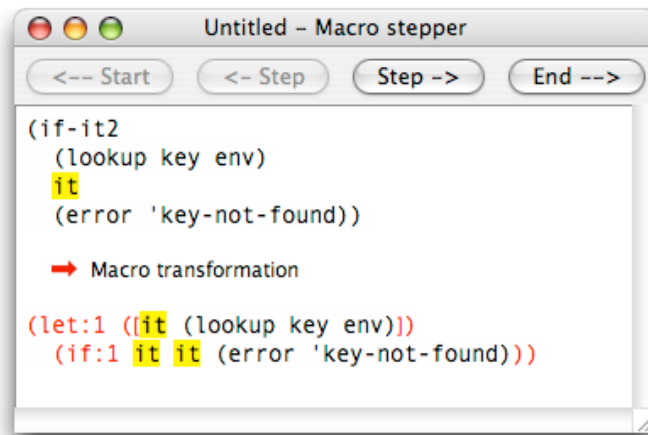 Untitled – Macro stepper
<-- Start <- Step Step -> End -->
(if-it2
(lookup key env)
it
(error 'key-not-found))
Macro transformation
(let:1 ([it (lookup key env)])
(if:1 it it (error 'key-not-found)))